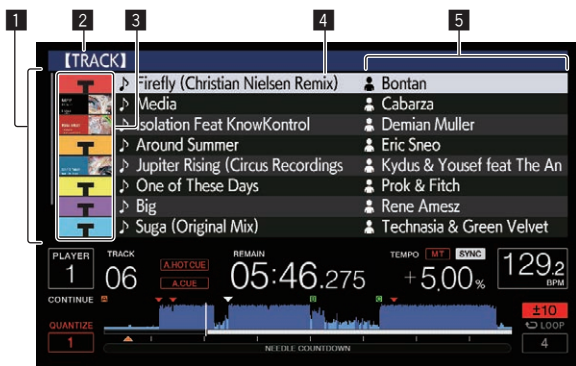 1 2 3 4 5
【TRACK】
T Firefly (Christian Nielsen Remix) Bontan
Media Cabarza
Isolation Feat KnowKontrol Demian Muller
T Around Summer Eric Sneo
Jupiter Rising (Circus Recordings Kydus & Yousef feat The An
T One of These Days Prok & Fitch
T Big Rene Amesz
T Suga (Original Mix) Technasia & Green Velvet
PLAYER 1 TRACK 06 A.HOT CUE A.CUE REMAIN 05:46.275 TEMPO MT SYNC +5.00% 129.2 BPM
CONTINUE A B C
QUANTIZE 1 ±10 LOOP 4
NEEDLE COUNTDOWN